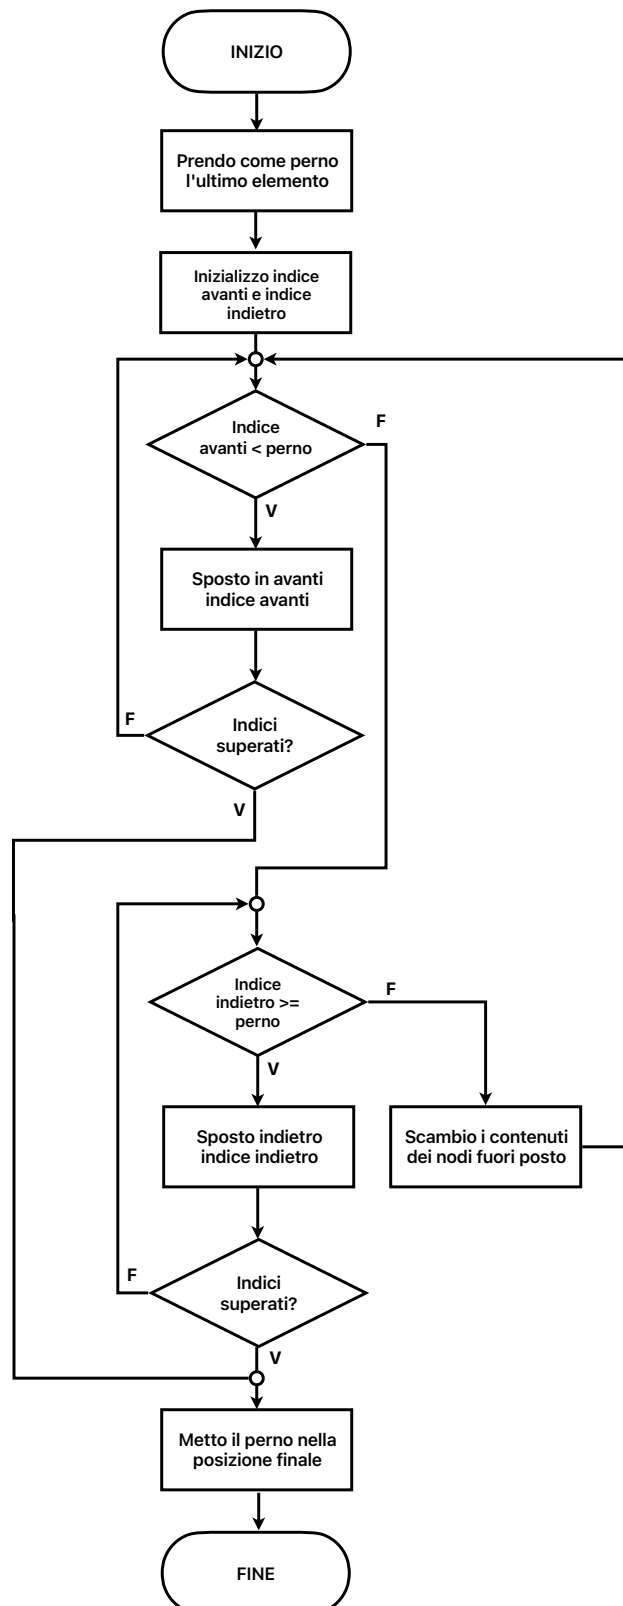 INIZIO
Prendo come perno
l'ultimo elemento
Inizializzo indice
avanti e indice
indietro
Indice
avanti < perno
F
V
Sposto in avanti
indice avanti
Indici
superati?
F
V
Indice
indietro >=
perno
F
V
Sposto indietro
indice indietro
Scambio i contenuti
dei nodi fuori posto
Indici
superati?
F
V
Metto il perno nella
posizione finale
FINE